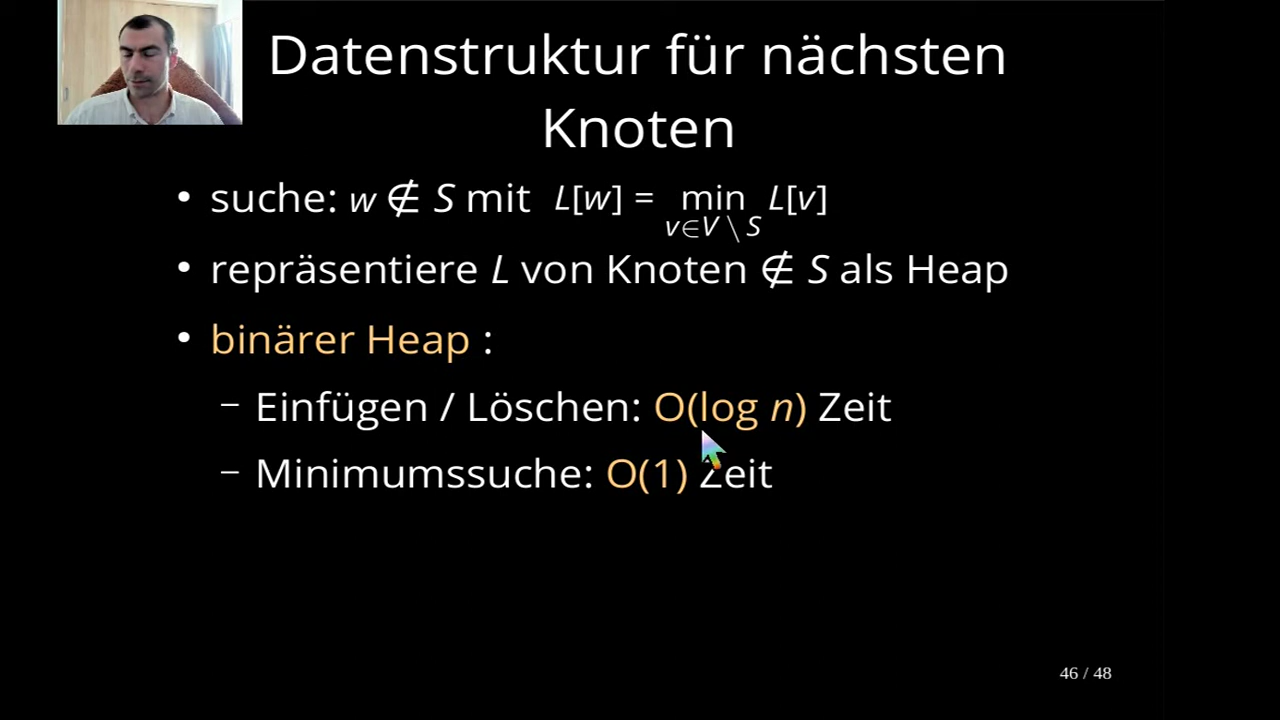 Datenstruktur für nächsten
Knoten
• suche: w ∉ S mit L[w] = min L[v]
v∈V \ S
• repräsentiere L von Knoten ∉ S als Heap
• binärer Heap :
– Einfügen / Löschen: O(log n) Zeit
– Minimumssuche: O(1) Zeit
46 / 48